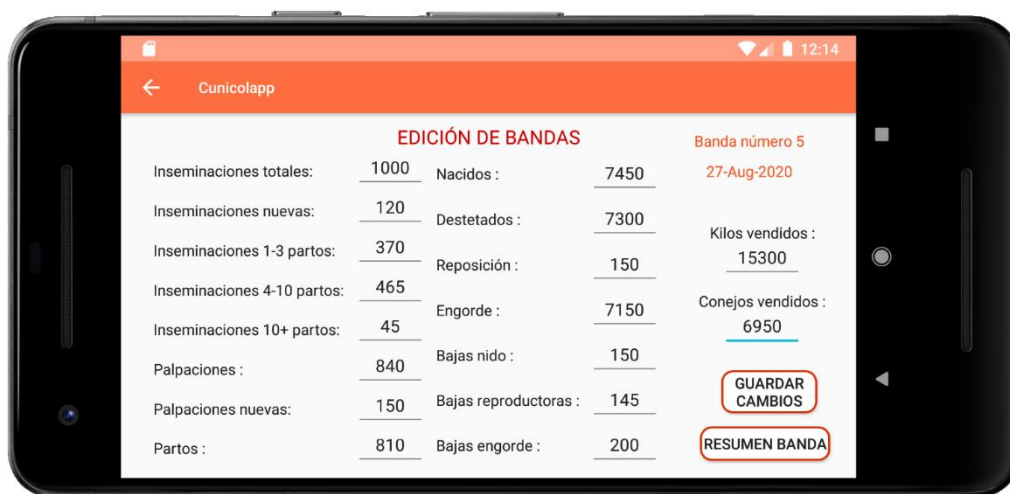 12:14
Cunicolapp
EDICIÓN DE BANDAS
Banda número 5
27-Aug-2020
Inseminaciones totales: 1000
Inseminaciones nuevas: 120
Inseminaciones 1-3 partos: 370
Inseminaciones 4-10 partos: 465
Inseminaciones 10+ partos: 45
Palpaciones : 840
Palpaciones nuevas: 150
Partos : 810
Nacidos : 7450
Destetados : 7300
Reposición : 150
Engorde : 7150
Bajas nido : 150
Bajas reproductoras : 145
Bajas engorde : 200
Kilos vendidos :
15300
Conejos vendidos :
6950
GUARDAR
CAMBIOS
RESUMEN BANDA